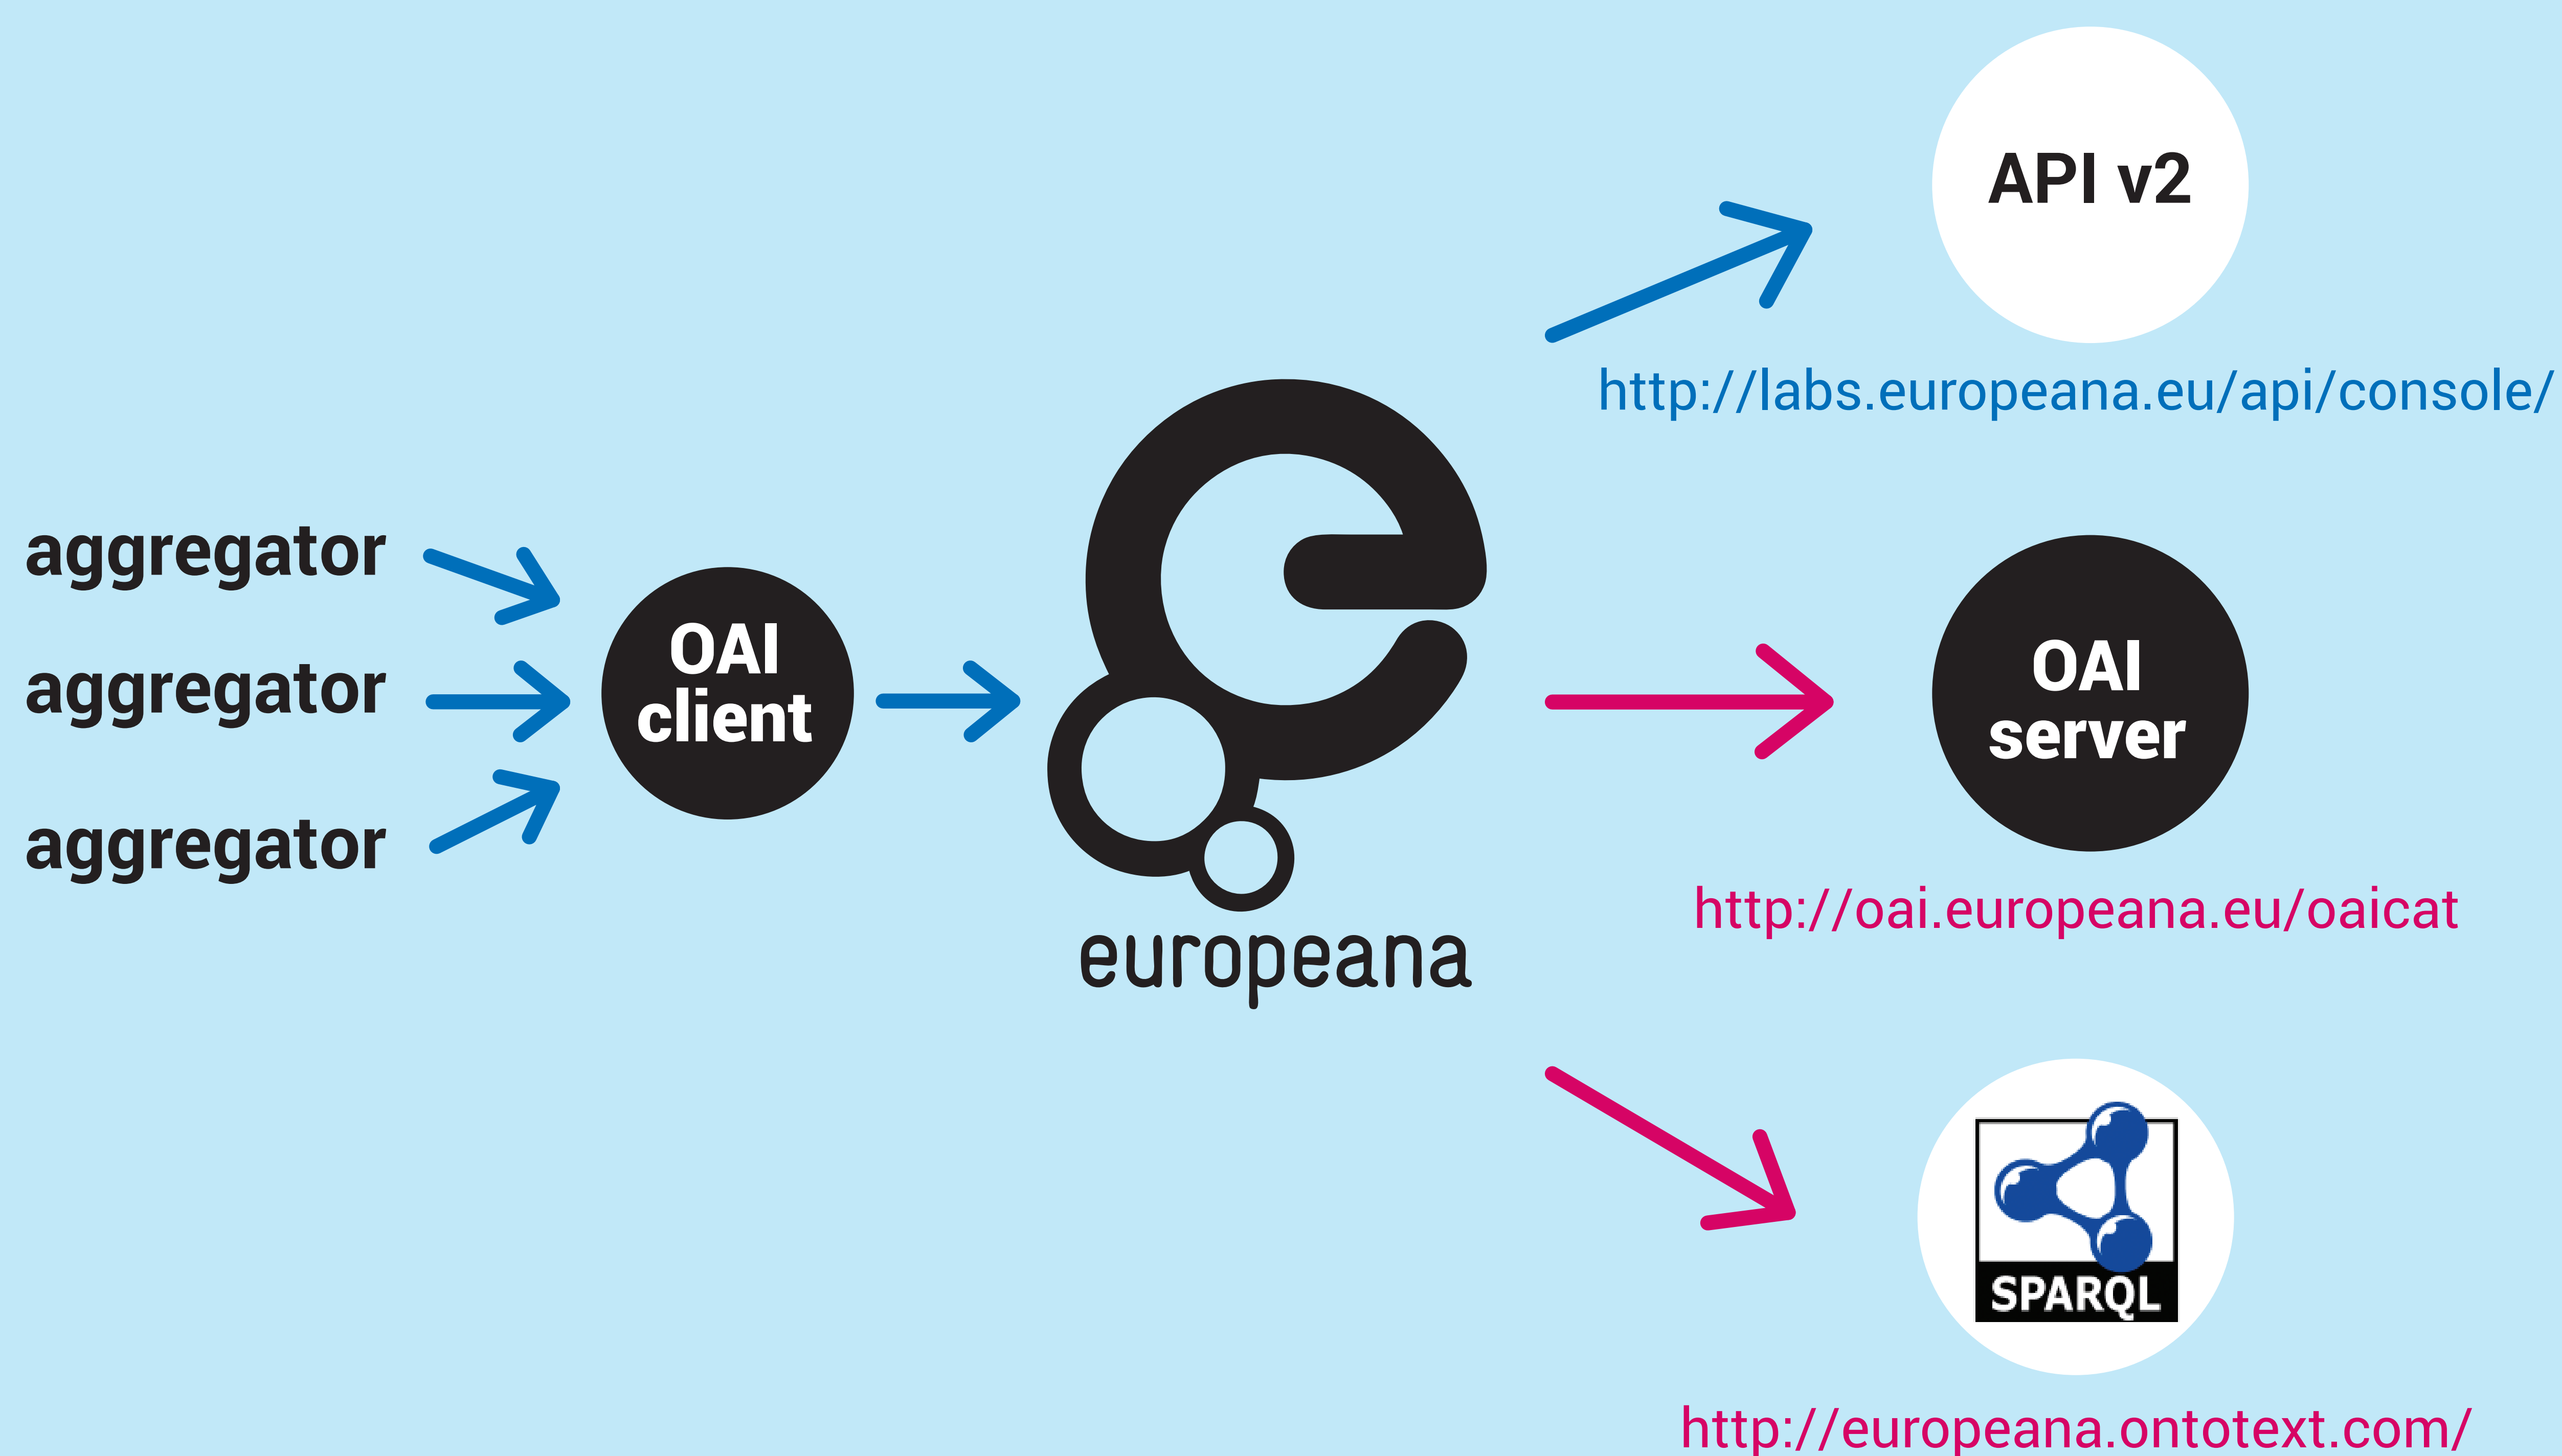 aggregator
aggregator
aggregator
OAI
client
europeana
API v2
http://labs.europeana.eu/api/console/
OAI
server
http://oai.europeana.eu/oaicat
SPARQL
http://europeana.ontotext.com/